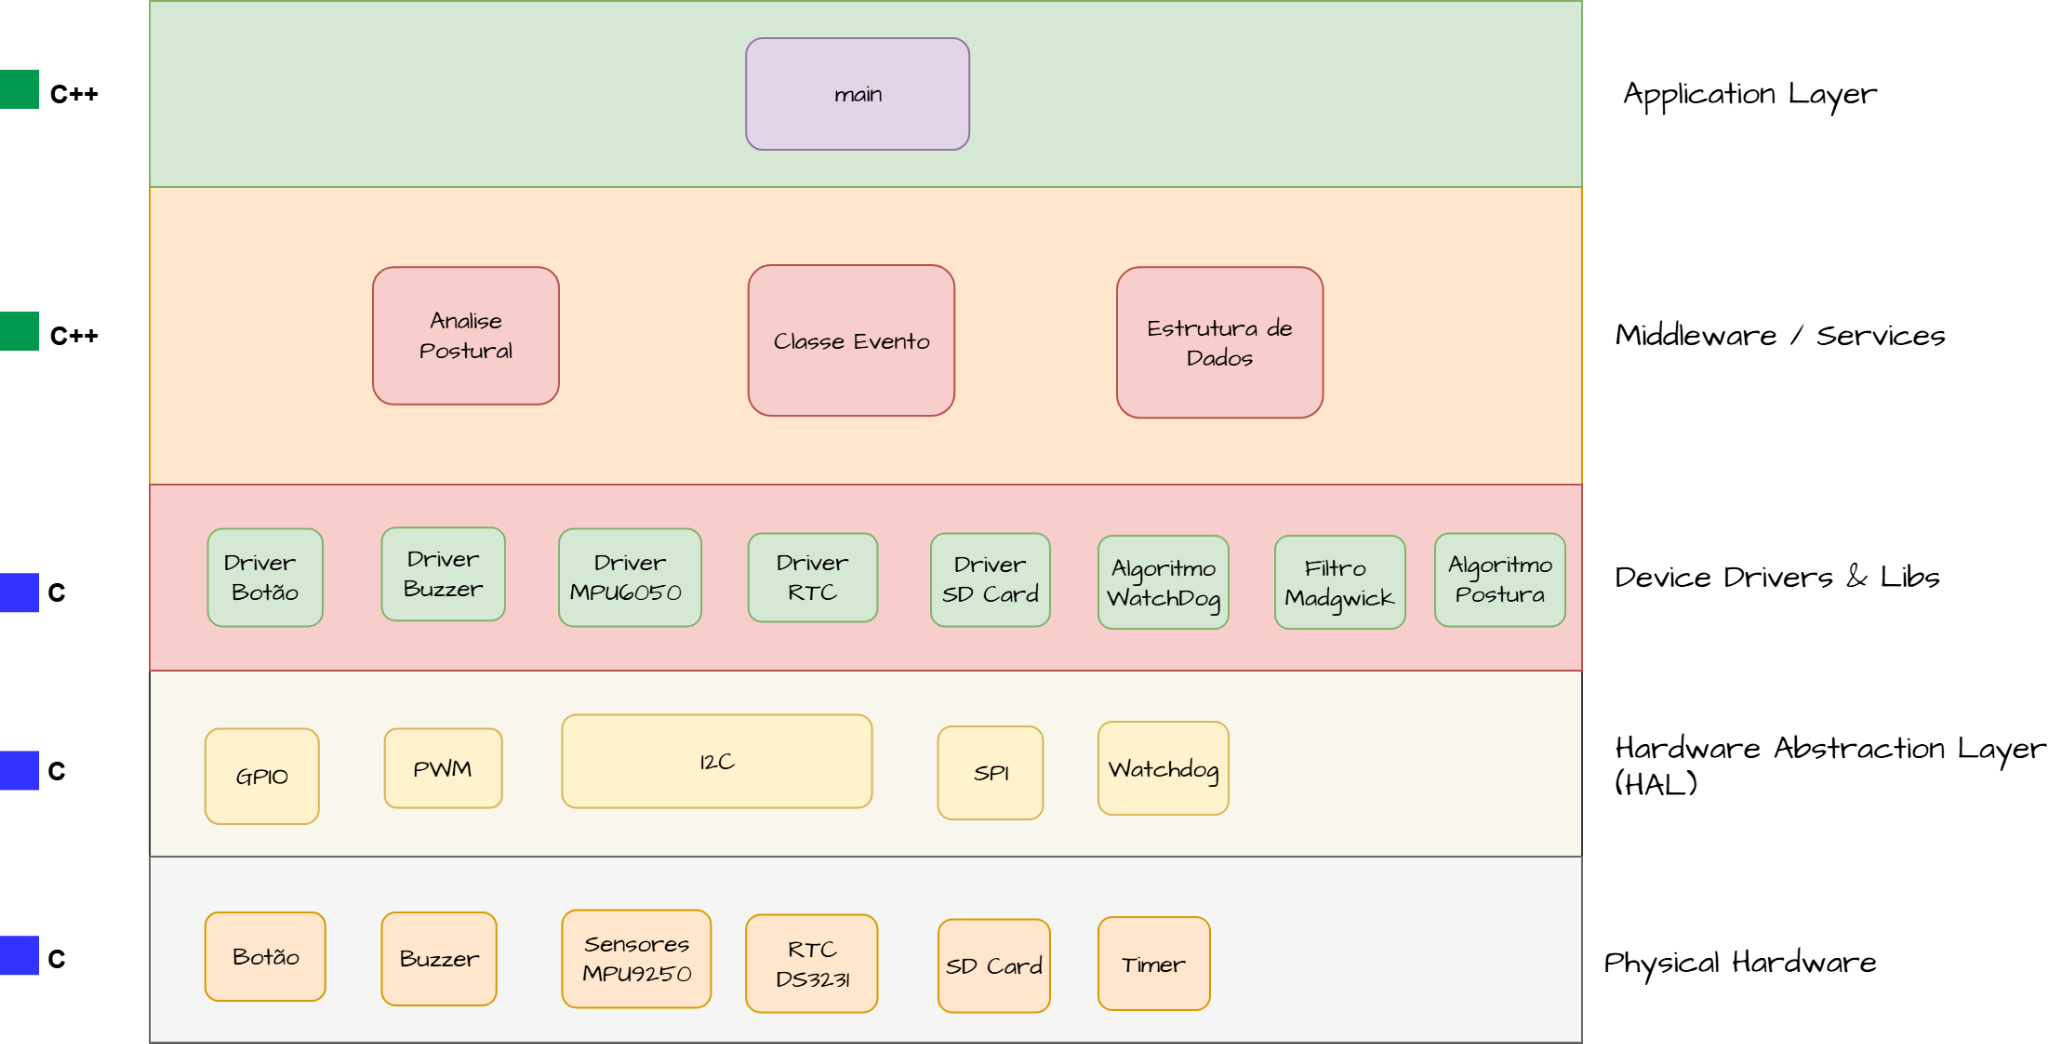 C++
main
Application Layer
C++
Analise
Postural
Classe Evento
Estrutura de
Dados
Middleware / Services
C
Driver
Botão
Driver
Buzzer
Driver
MPU6050
Driver
RTC
Driver
SD Card
Algoritmo
WatchDog
Filtro
Madgwick
Algoritmo
Postura
Device Drivers & Libs
C
GPIO
PWM
I2C
SPI
Watchdog
Hardware Abstraction Layer
(HAL)
C
Botão
Buzzer
Sensores
MPU9250
RTC
DS3231
SD Card
Timer
Physical Hardware